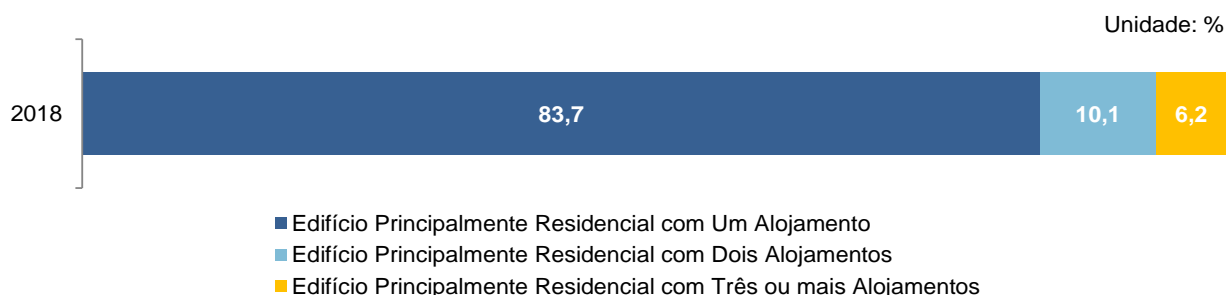 Unidade: %
2018
83,7
10,1
6,2
Edifício Principalmente Residencial com Um Alojamento
Edifício Principalmente Residencial com Dois Alojamentos
Edifício Principalmente Residencial com Três ou mais Alojamentos